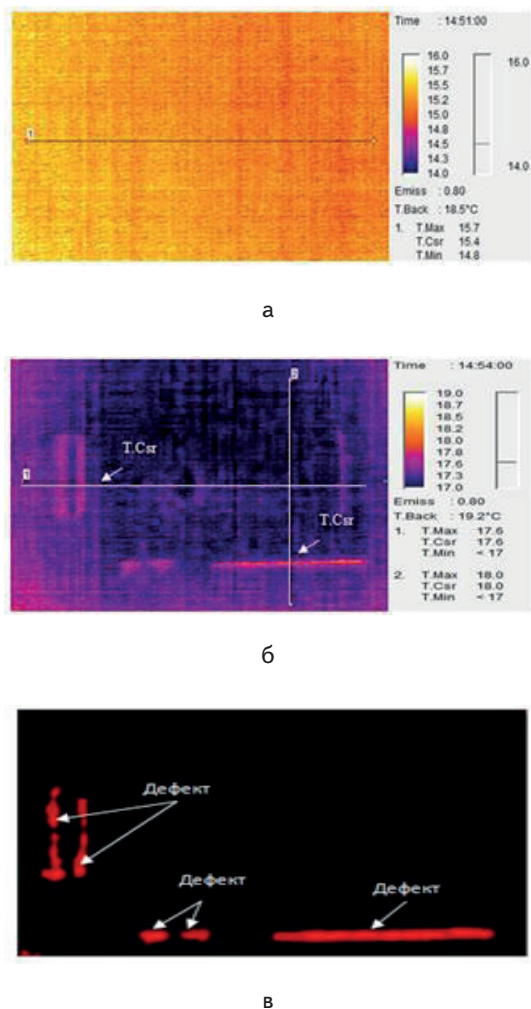 Time : 14:51:00
16.0
15.7
15.5
15.2
15.0
14.8
14.5
14.3
14.0
16.0
14.0
1
Emiss : 0.80
T.Back : 18.5°C
1. T.Max 15.7
T.Csr 15.4
T.Min 14.8
а
Time : 14:54:00
2
19.0
18.7
18.5
18.2
18.0
17.8
17.6
17.3
17.0
T.Csr
1
T.Csr
Emiss : 0.80
T.Back : 19.2°C
1. T.Max 17.6
T.Csr 17.6
T.Min < 17
2. T.Max 18.0
T.Csr 18.0
T.Min < 17
б
Дефект
Дефект
Дефект
в